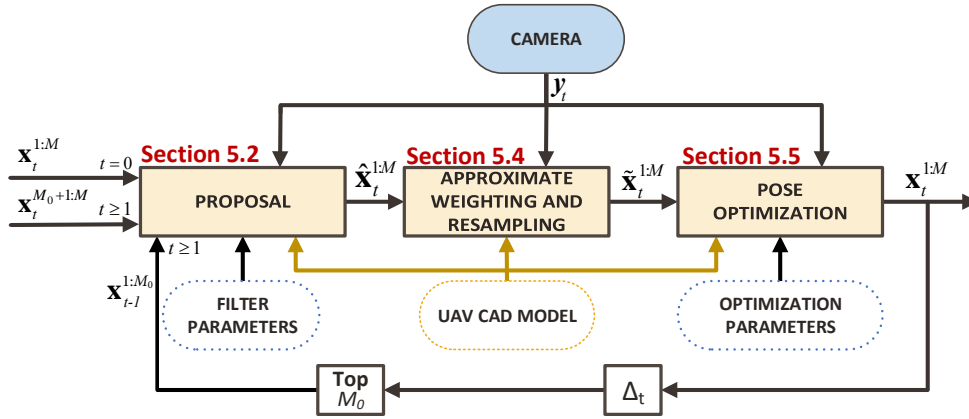 CAMERA
y_t
x_t^{1:M}
t = 0
Section 5.2
Section 5.4
Section 5.5
x_t^{M_0+1:M}
t ≥ 1
PROPOSAL
x̂_t^{1:M}
APPROXIMATE
WEIGHTING AND
RESAMPLING
x̃_t^{1:M}
POSE
OPTIMIZATION
x_t^{1:M}
t ≥ 1
x_{t-1}^{1:M_0}
FILTER
PARAMETERS
UAV CAD MODEL
OPTIMIZATION
PARAMETERS
Top
M_0
Δ_t